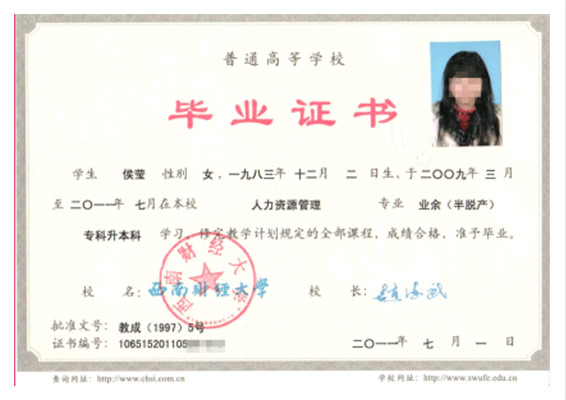 普通高等学校
毕业证书
学生 侯莹 性别 女，一九八三年 十二月 二 日生，于二〇〇九年 三 月
至 二〇一一年 七月在本校 人力资源管理 专业 业余（半脱产）
专科升本科 学习，修完教学计划规定的全部课程，成绩合格，准予毕业。
西南财经大学
校 名：西南财经大学 校 长：
批准文号：教成（1997）5号
证书编号：106515201105
二〇一一年 七 月 一 日
查询网址：http://www.chsi.com.cn 学校网址：http://www.swufe.edu.cn